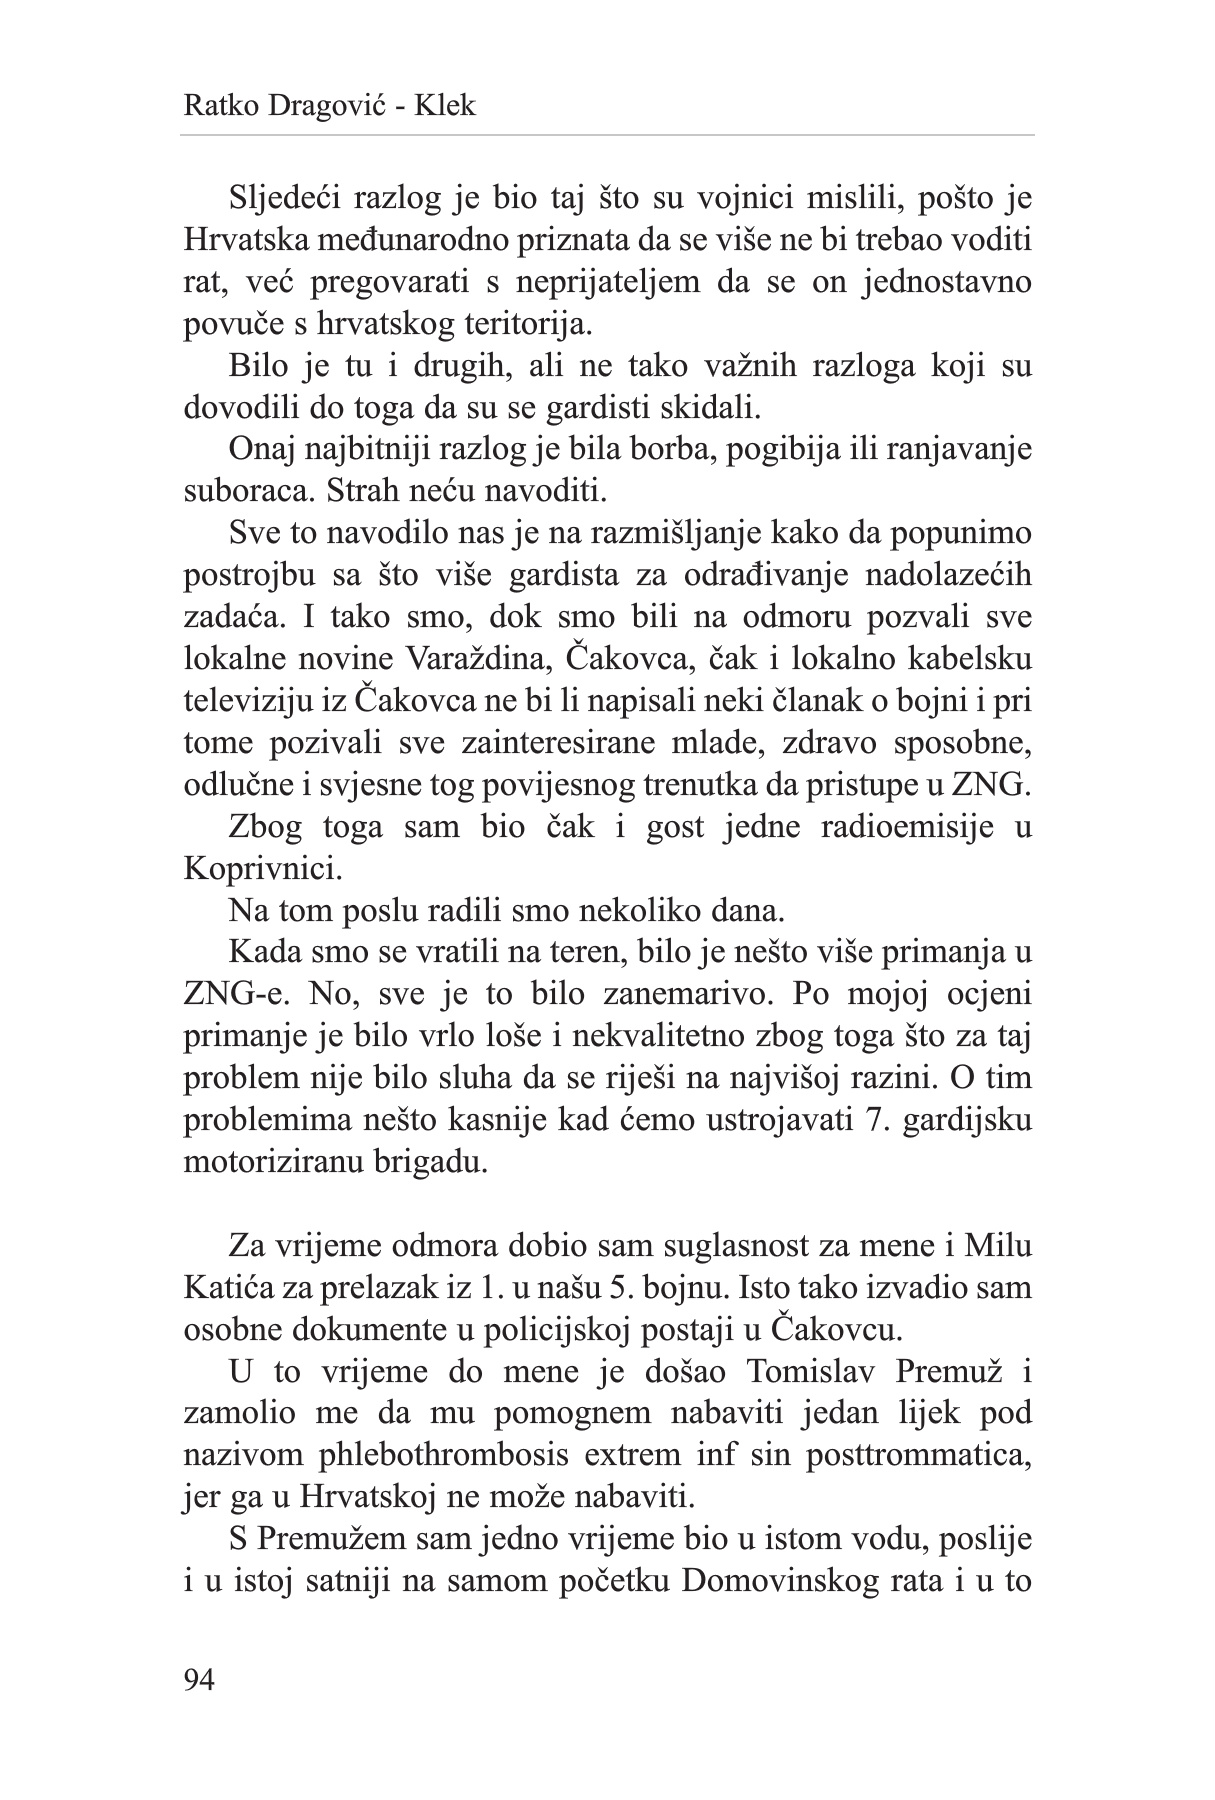 Ratko Dragović - Klek
Sljedeći razlog je bio taj što su vojnici mislili, pošto je
Hrvatska međunarodno priznata da se više ne bi trebao voditi
rat, već pregovarati s neprijateljem da se on jednostavno
povuče s hrvatskog teritorija.
Bilo je tu i drugih, ali ne tako važnih razloga koji su
dovodili do toga da su se gardisti skidali.
Onaj najbitniji razlog je bila borba, pogibija ili ranjavanje
suboraca. Strah neću navoditi.
Sve to navodilo nas je na razmišljanje kako da popunimo
postrojbu sa što više gardista za odrađivanje nadolazećih
zadaća. I tako smo, dok smo bili na odmoru pozvali sve
lokalne novine Varaždina, Čakovca, čak i lokalno kabelsku
televiziju iz Čakovca ne bi li napisali neki članak o bojni i pri
tome pozivali sve zainteresirane mlade, zdravo sposobne,
odlučne i svjesne tog povijesnog trenutka da pristupe u ZNG.
Zbog toga sam bio čak i gost jedne radioemisije u
Koprivnici.
Na tom poslu radili smo nekoliko dana.
Kada smo se vratili na teren, bilo je nešto više primanja u
ZNG-e. No, sve je to bilo zanemarivo. Po mojoj ocjeni
primanje je bilo vrlo loše i nekvalitetno zbog toga što za taj
problem nije bilo sluha da se riješi na najvišoj razini. O tim
problemima nešto kasnije kad ćemo ustrojavati 7. gardijsku
motoriziranu brigadu.
Za vrijeme odmora dobio sam suglasnost za mene i Milu
Katića za prelazak iz 1. u našu 5. bojnu. Isto tako izvadio sam
osobne dokumente u policijskoj postaji u Čakovcu.
U to vrijeme do mene je došao Tomislav Premuž i
zamolio me da mu pomognem nabaviti jedan lijek pod
nazivom phlebothrombosis extrem inf sin posttrommatica,
jer ga u Hrvatskoj ne može nabaviti.
S Premužem sam jedno vrijeme bio u istom vodu, poslije
i u istoj satniji na samom početku Domovinskog rata i u to
94